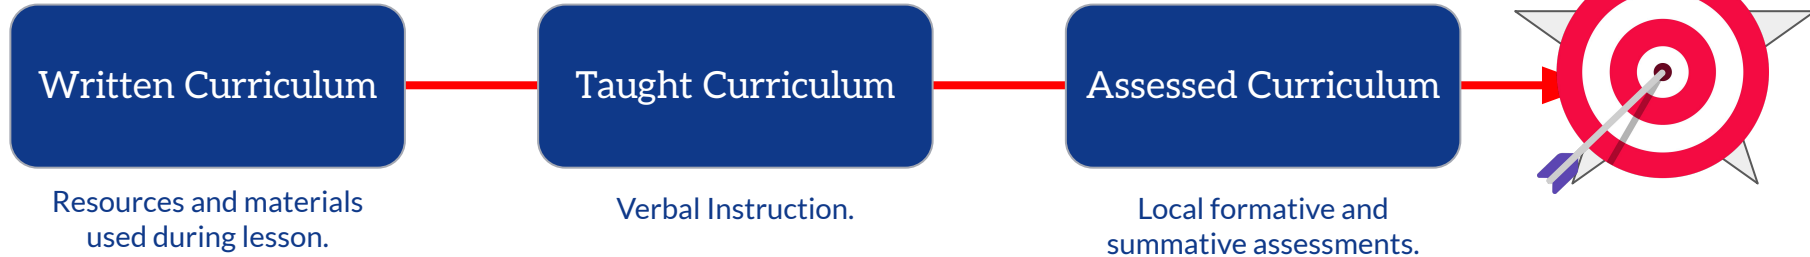 Written Curriculum
Taught Curriculum
Assessed Curriculum
Resources and materials
used during lesson.
Verbal Instruction.
Local formative and
summative assessments.